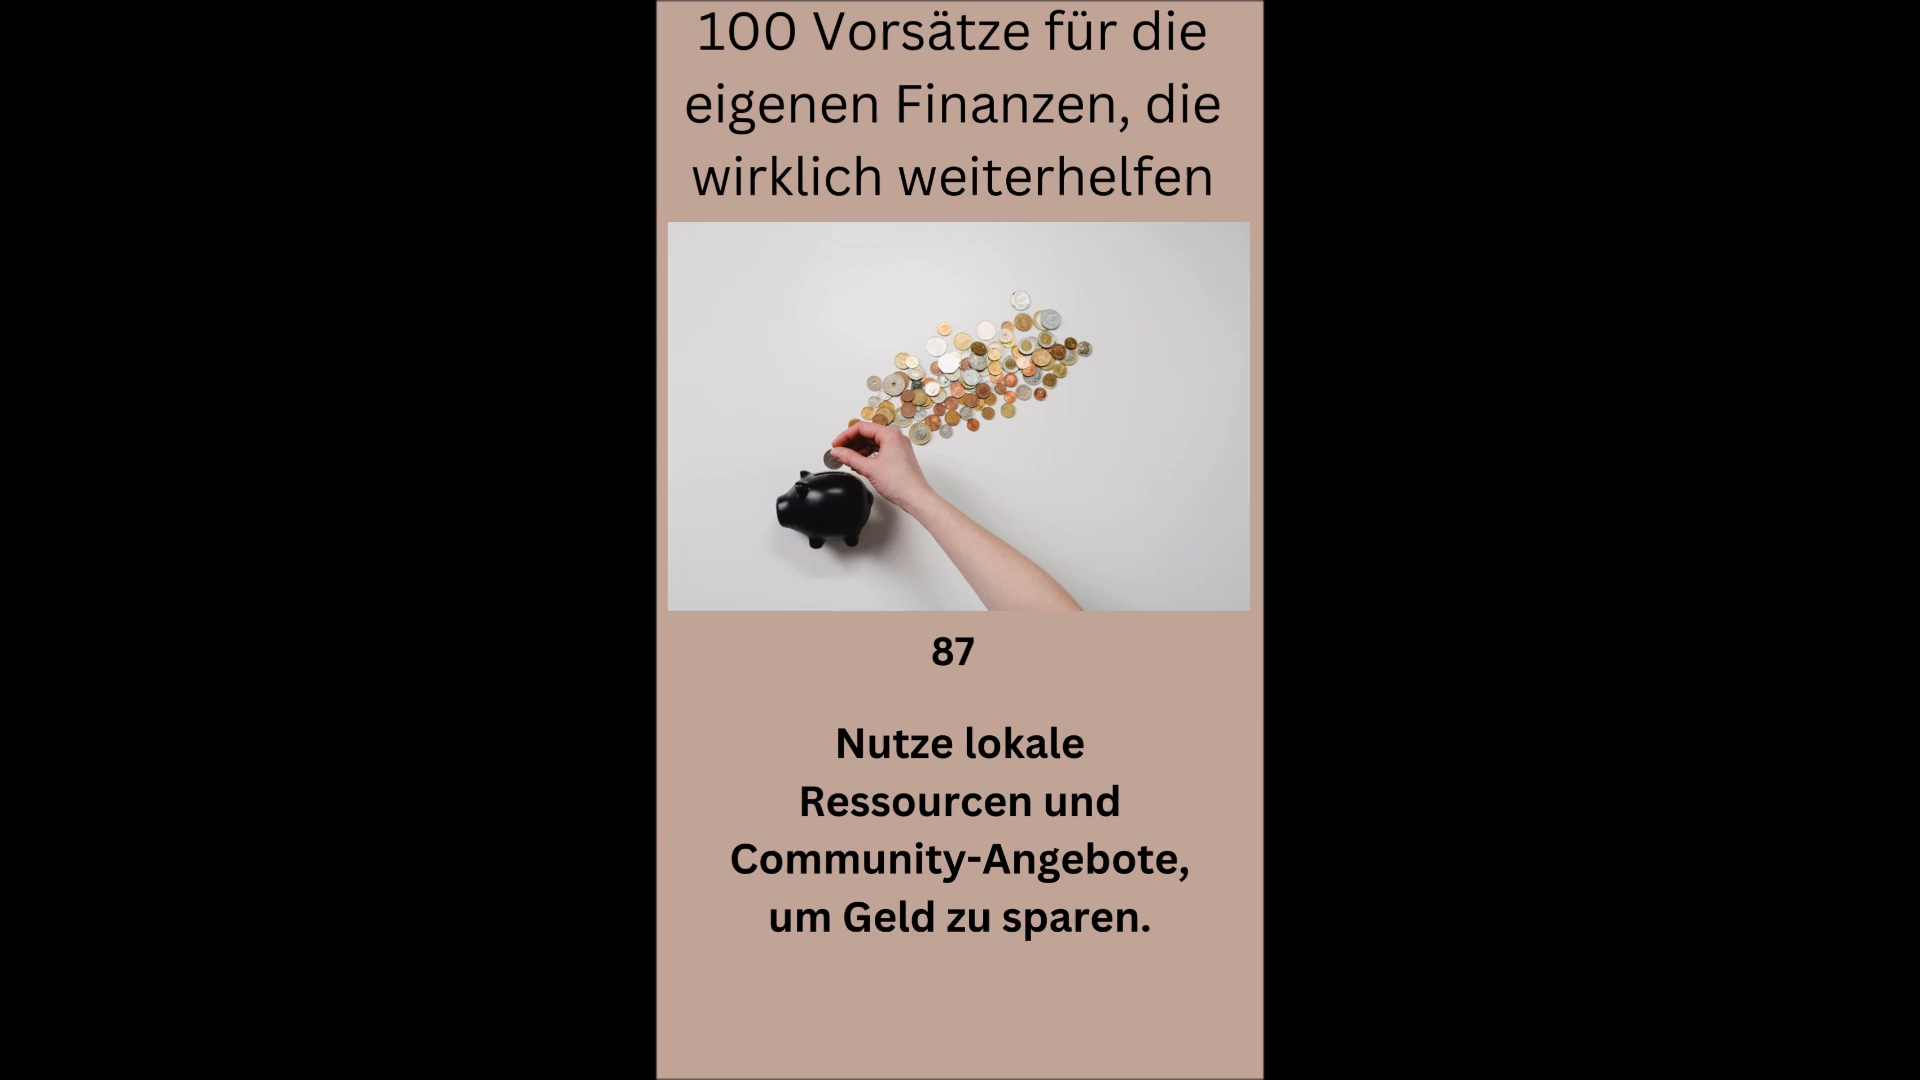 100 Vorsätze für die
eigenen Finanzen, die
wirklich weiterhelfen
87
Nutze lokale
Ressourcen und
Community-Angebote,
um Geld zu sparen.